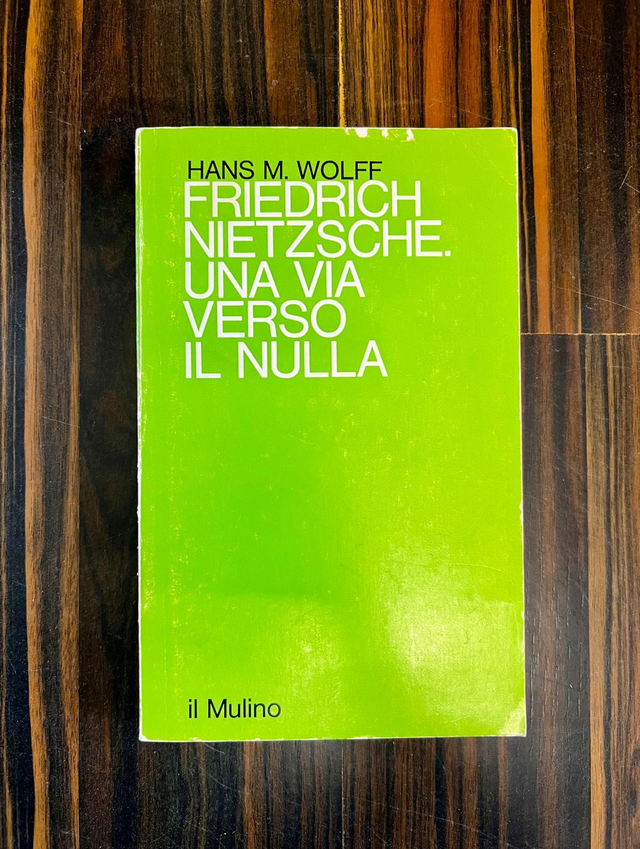 HANS M. WOLFF
FRIEDRICH
NIETZSCHE.
UNA VIA
VERSO
IL NULLA
il Mulino